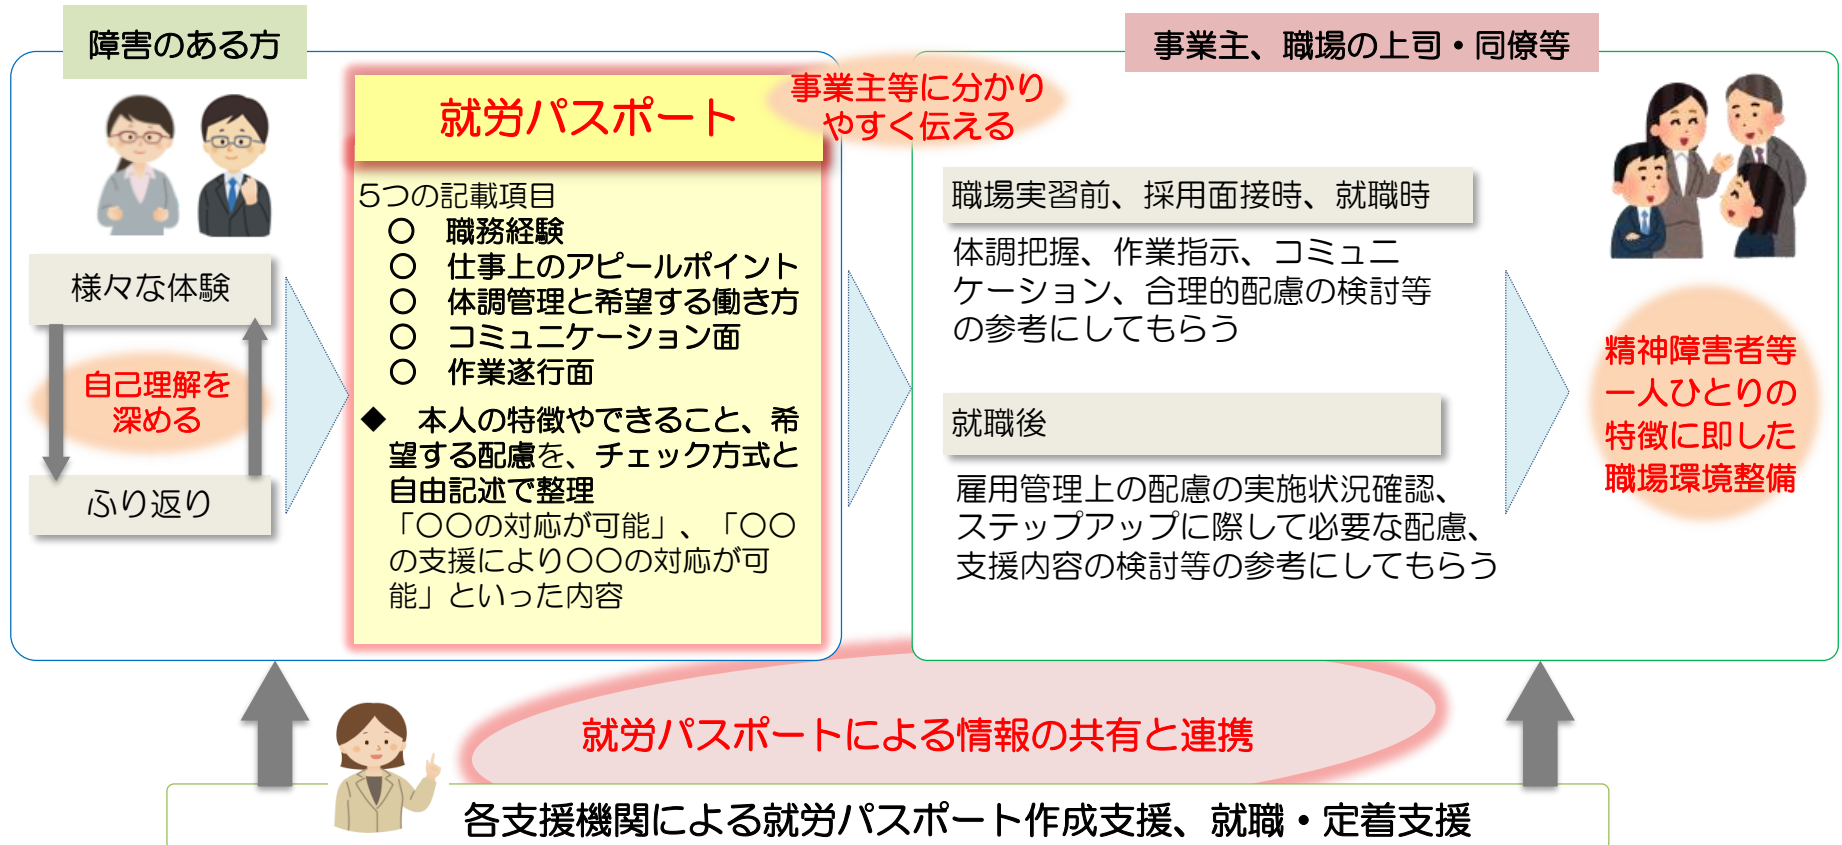 障害のある方
様々な体験
自己理解を
深める
ふり返り
就労パスポート
事業主等に分かり
やすく伝える
5つの記載項目
○　職務経験
○　仕事上のアピールポイント
○　体調管理と希望する働き方
○　コミュニケーション面
○　作業遂行面
◆　本人の特徴やできること、希
望する配慮を、チェック方式と
自由記述で整理
「○○の対応が可能」、「○○
の支援により○○の対応が可
能」といった内容
事業主、職場の上司・同僚等
職場実習前、採用面接時、就職時
体調把握、作業指示、コミュニ
ケーション、合理的配慮の検討等
の参考にしてもらう
就職後
雇用管理上の配慮の実施状況確認、
ステップアップに際して必要な配慮、
支援内容の検討等の参考にしてもらう
精神障害者等
一人ひとりの
特徴に即した
職場環境整備
就労パスポートによる情報の共有と連携
各支援機関による就労パスポート作成支援、就職・定着支援